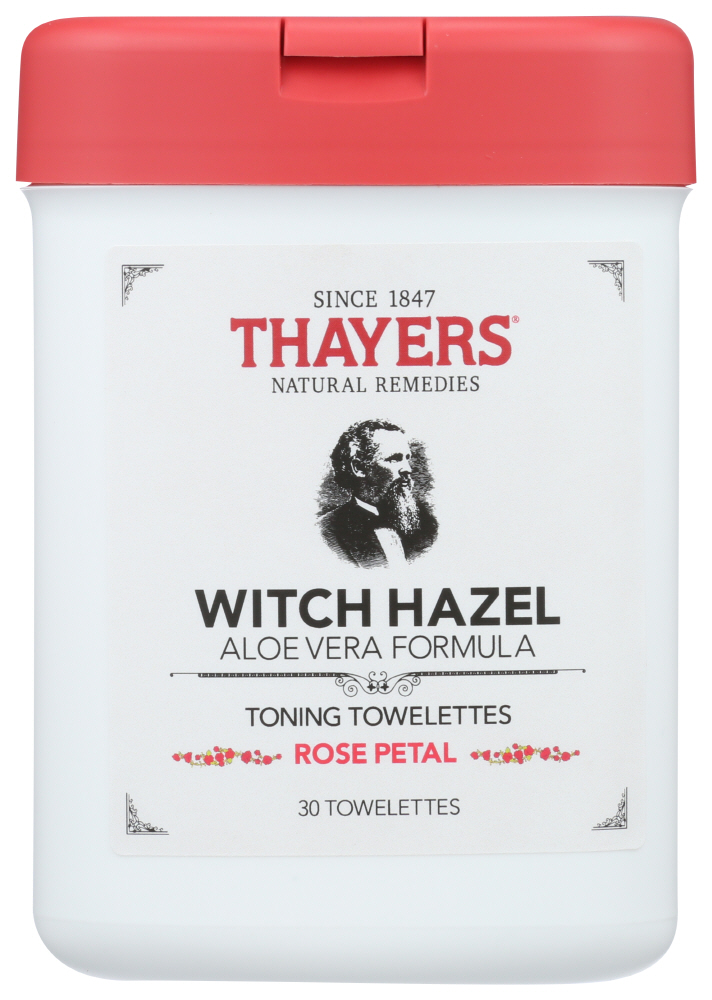 SINCE 1847
THAYERS®
NATURAL REMEDIES
WITCH HAZEL
ALOE VERA FORMULA
TONING TOWELETTES
ROSE PETAL
30 TOWELETTES